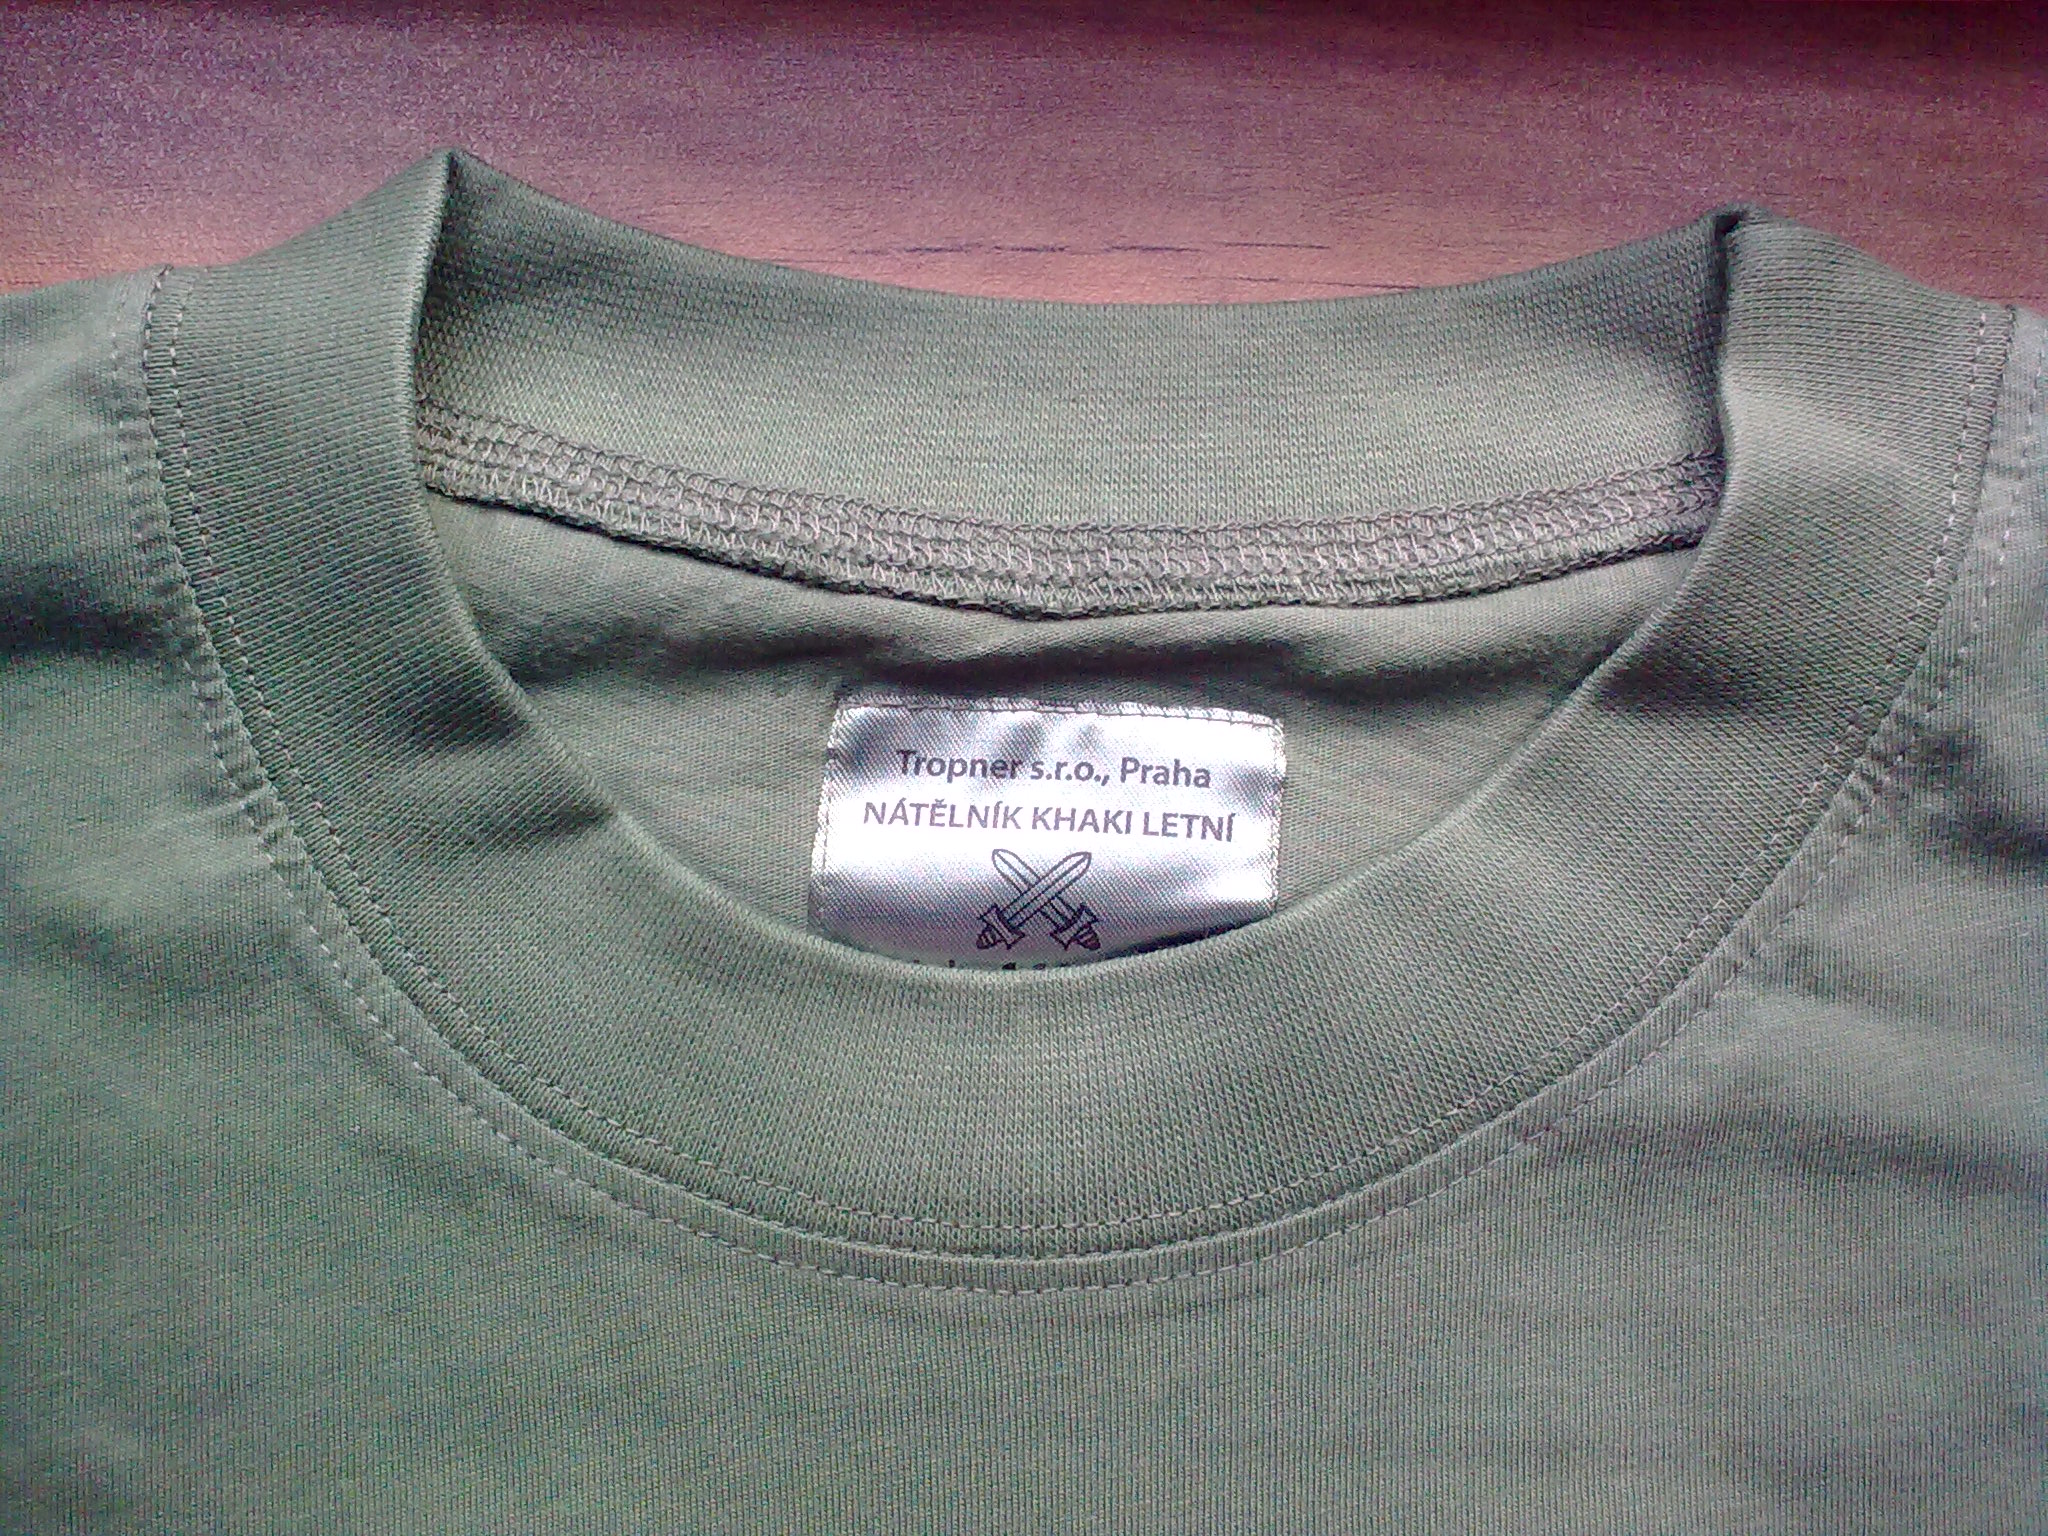 Tropner s.r.o., Praha
NÁTĚLNÍK KHAKI LETNÍ